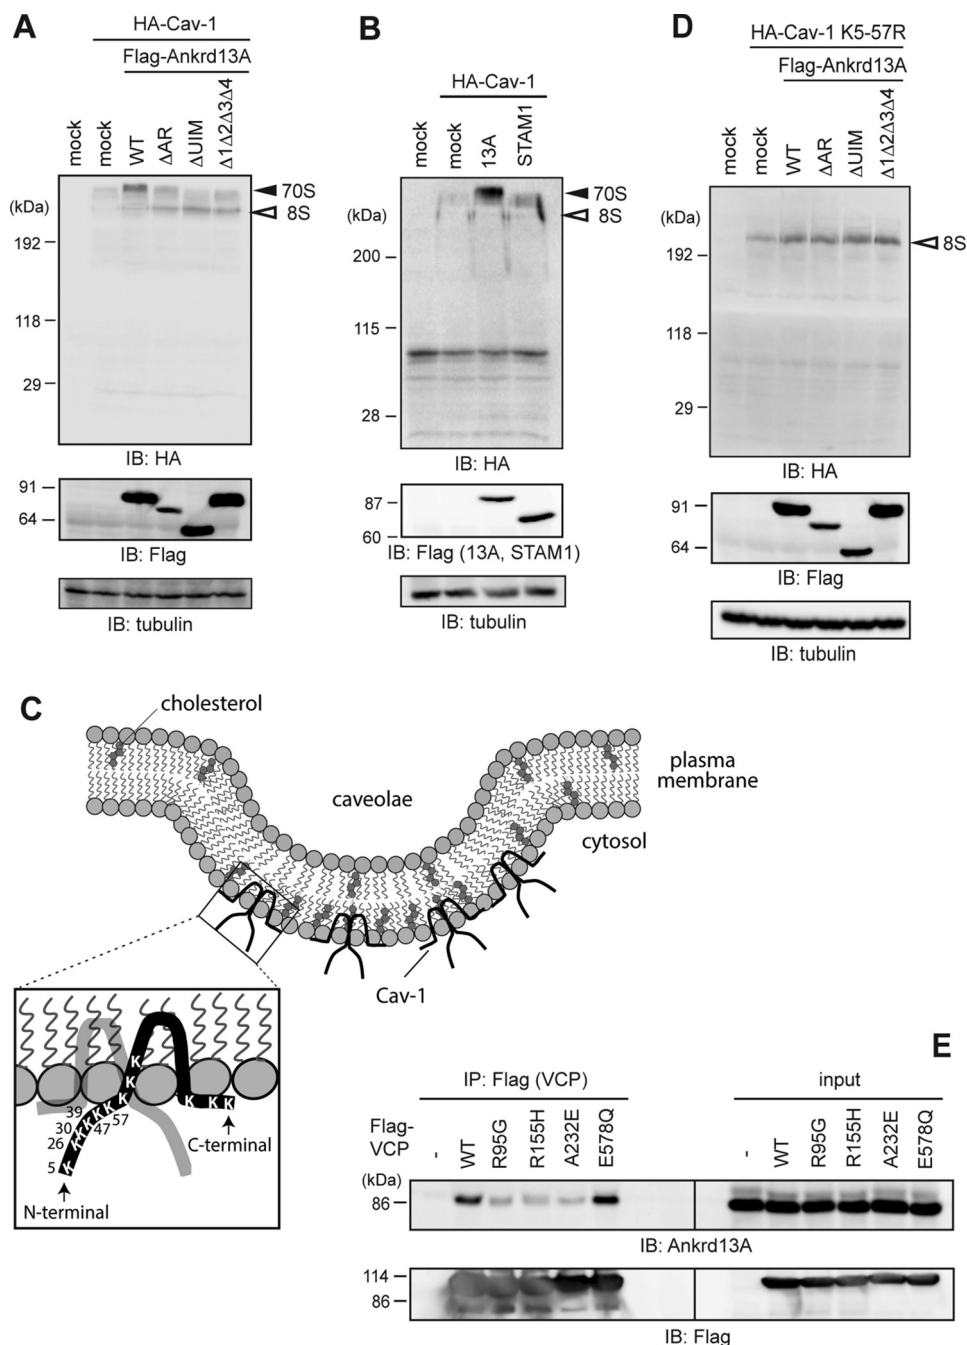 A
HA-Cav-1
Flag-Ankrd13A
mock
mock
WT
ΔAR
ΔUIM
Δ1Δ2Δ3Δ4
70S
8S
(kDa)
192
118
29
IB: HA
91
64
IB: Flag
IB: tubulin
B
HA-Cav-1
mock
mock
13A
STAM1
70S
8S
(kDa)
200
115
28
IB: HA
87
60
IB: Flag (13A, STAM1)
IB: tubulin
D
HA-Cav-1 K5-57R
Flag-Ankrd13A
mock
mock
WT
ΔAR
ΔUIM
Δ1Δ2Δ3Δ4
(kDa)
8S
192
118
29
IB: HA
91
64
IB: Flag
IB: tubulin
C
cholesterol
caveolae
plasma
membrane
cytosol
Cav-1
K
K
K
K
K
K
K
K
K
K
K
K
39
30
26
47
57
5
C-terminal
N-terminal
E
IP: Flag (VCP)
input
Flag-
VCP
-
WT
R95G
R155H
A232E
E578Q
-
WT
R95G
R155H
A232E
E578Q
(kDa)
86
IB: Ankrd13A
114
86
IB: Flag